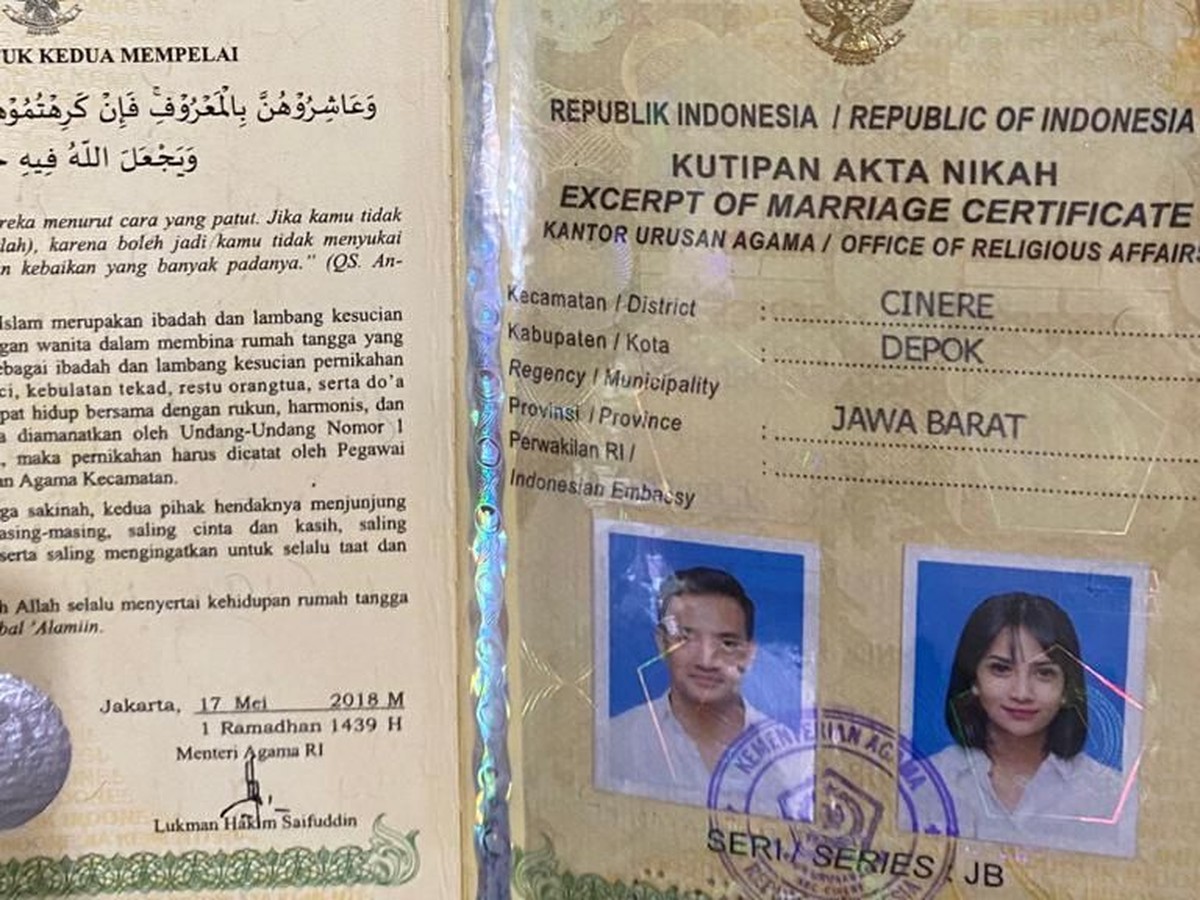 UK KEDUA MEMPELAI
وَعَاشِرُوْهُنَّ بِالْمَعْرُوْفِۚ فَاِنْ كَرِهْتُمُوْهُ
وَيَجْعَلَ اللّٰهُ فِيْهِ
reka menurut cara yang patut. Jika kamu tidak
lah), karena boleh jadi kamu tidak menyukai
n kebaikan yang banyak padanya." (QS. An-
Islam merupakan ibadah dan lambang kesucian
gan wanita dalam membina rumah tangga yang
ebagai ibadah dan lambang kesucian pernikahan
ci, kebulatan tekad, restu orangtua, serta do'a
pat hidup bersama dengan rukun, harmonis, dan
a diamanatkan oleh Undang-Undang Nomor 1
, maka pernikahan harus dicatat oleh Pegawai
an Agama Kecamatan.
ga sakinah, kedua pihak hendaknya menjunjung
asing-masing, saling cinta dan kasih, saling
serta saling mengingatkan untuk selalu taat dan
h Allah selalu menyertai kehidupan rumah tangga
bal 'Alamiin.
Jakarta, 17 Mei 2018 M
1 Ramadhan 1439 H
Menteri Agama RI
Lukman Hakim Saifuddin
REPUBLIK INDONESIA / REPUBLIC OF INDONESIA
KUTIPAN AKTA NIKAH
EXCERPT OF MARRIAGE CERTIFICATE
KANTOR URUSAN AGAMA / OFFICE OF RELIGIOUS AFFAIRS
Kecamatan / District : CINERE
Kabupaten / Kota : DEPOK
Regency / Municipality
Provinsi / Province : JAWA BARAT
Perwakilan RI / :
Indonesian Embassy
KEMENTERIAN AGAMA
SERI / SERIES : JB